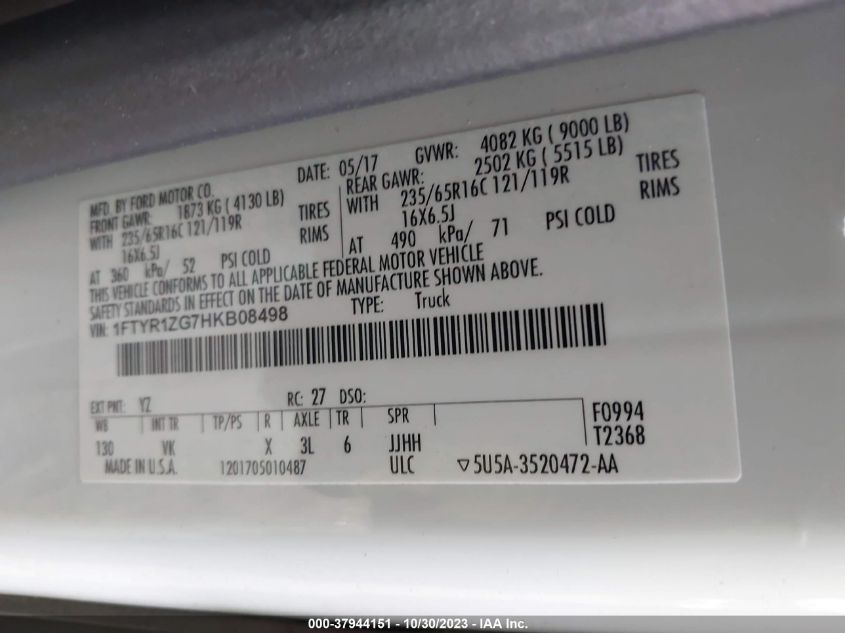 MFD. BY FORD MOTOR CO.
DATE: 05/17
GVWR: 4082 KG ( 9000 LB)
FRONT GAWR: 1873 KG ( 4130 LB)
WITH 235/65R16C 121/119R TIRES
16X6.5J RIMS
AT 360 kPa/ 52 PSI COLD
REAR GAWR: 2502 KG ( 5515 LB)
WITH 235/65R16C 121/119R TIRES
16X6.5J RIMS
AT 490 kPa/ 71 PSI COLD
THIS VEHICLE CONFORMS TO ALL APPLICABLE FEDERAL MOTOR VEHICLE
SAFETY STANDARDS IN EFFECT ON THE DATE OF MANUFACTURE SHOWN ABOVE.
VIN: 1FTYR1ZG7HKB08498 TYPE: Truck
EXT PNT: YZ RC: 27 DSO:
WB INT TR TP/PS R AXLE TR SPR F0994
130 VK X 3L 6 JJHH T2368
MADE IN U.S.A. 1201705010487 ULC ▽5U5A-3520472-AA
000-37944151 - 10/30/2023 - IAA Inc.